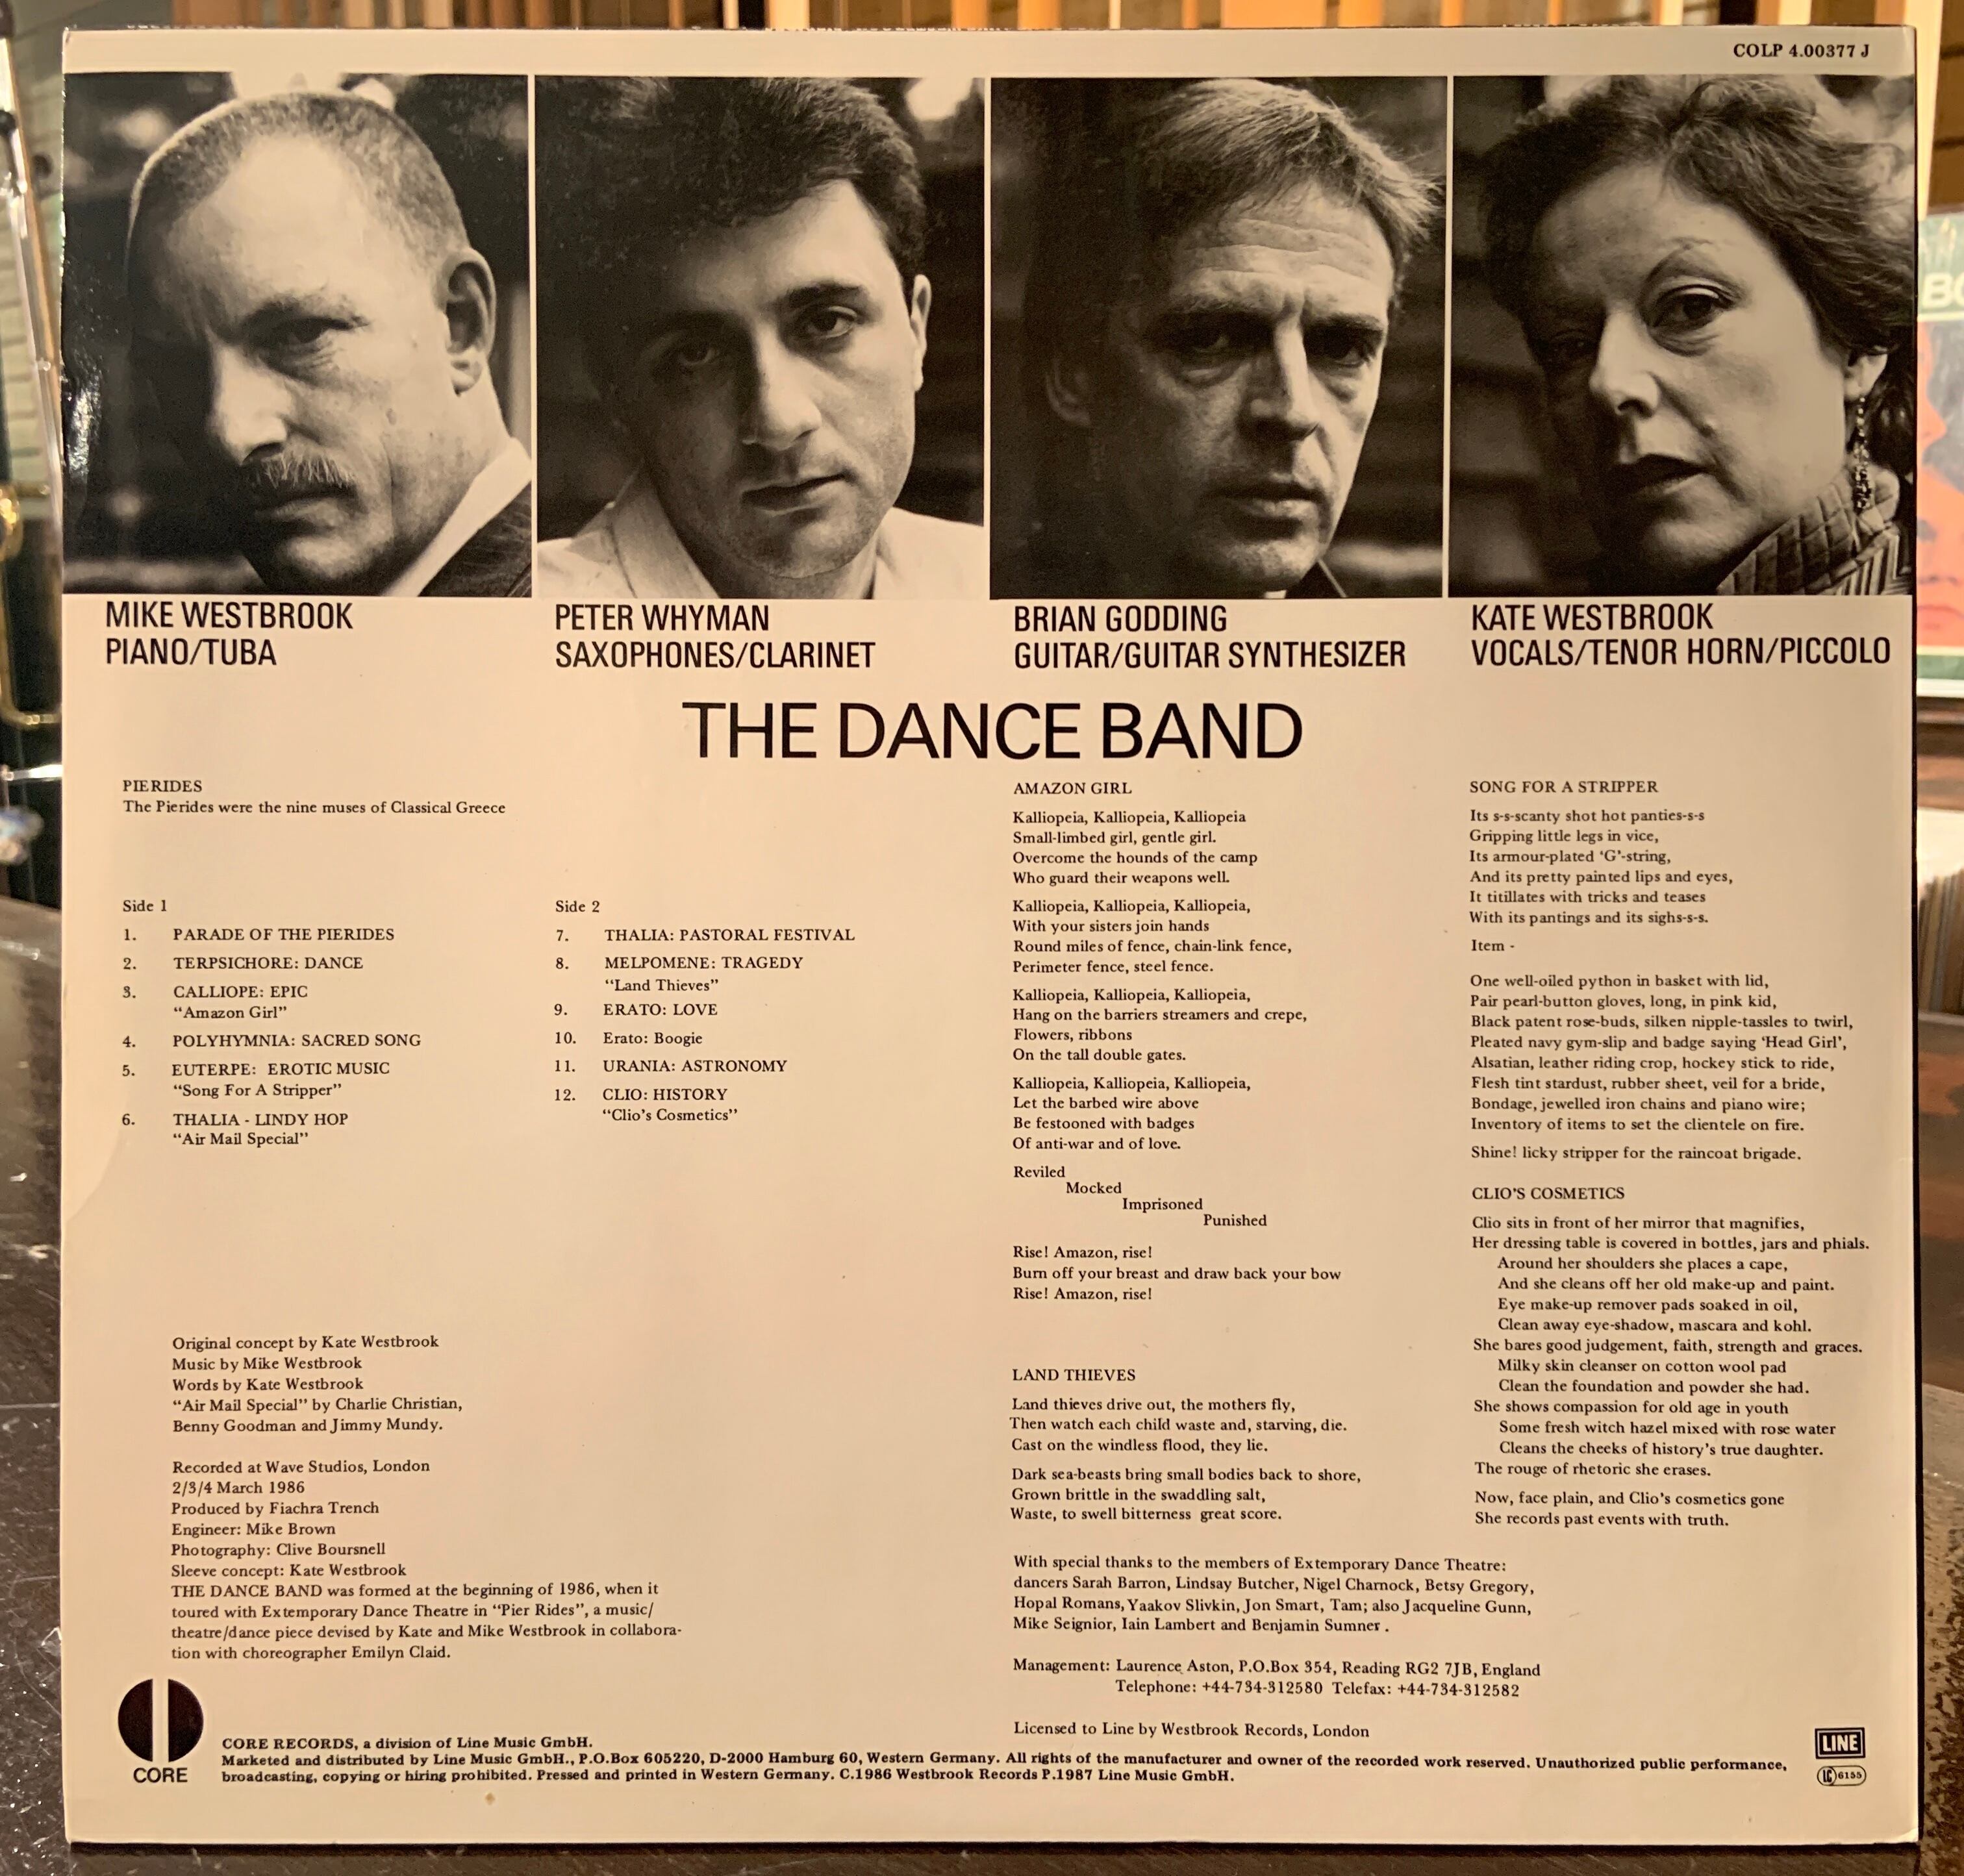 COLP 4.00377 J
MIKE WESTBROOK
PIANO/TUBA
PETER WHYMAN
SAXOPHONES/CLARINET
BRIAN GODDING
GUITAR/GUITAR SYNTHESIZER
KATE WESTBROOK
VOCALS/TENOR HORN/PICCOLO
THE DANCE BAND
PIERIDES
The Pierides were the nine muses of Classical Greece
Side 1
1. PARADE OF THE PIERIDES
2. TERPSICHORE: DANCE
3. CALLIOPE: EPIC
“Amazon Girl”
4. POLYHYMNIA: SACRED SONG
5. EUTERPE: EROTIC MUSIC
“Song For A Stripper”
6. THALIA - LINDY HOP
“Air Mail Special”
Side 2
7. THALIA: PASTORAL FESTIVAL
8. MELPOMENE: TRAGEDY
“Land Thieves”
9. ERATO: LOVE
10. Erato: Boogie
11. URANIA: ASTRONOMY
12. CLIO: HISTORY
“Clio’s Cosmetics”
Original concept by Kate Westbrook
Music by Mike Westbrook
Words by Kate Westbrook
“Air Mail Special” by Charlie Christian,
Benny Goodman and Jimmy Mundy.
Recorded at Wave Studios, London
2/3/4 March 1986
Produced by Fiachra Trench
Engineer: Mike Brown
Photography: Clive Boursnell
Sleeve concept: Kate Westbrook
THE DANCE BAND was formed at the beginning of 1986, when it
toured with Extemporary Dance Theatre in “Pier Rides”, a music/
theatre/dance piece devised by Kate and Mike Westbrook in collabora-
tion with choreographer Emilyn Claid.
AMAZON GIRL
Kalliopeia, Kalliopeia, Kalliopeia
Small-limbed girl, gentle girl.
Overcome the hounds of the camp
Who guard their weapons well.
Kalliopeia, Kalliopeia, Kalliopeia,
With your sisters join hands
Round miles of fence, chain-link fence,
Perimeter fence, steel fence.
Kalliopeia, Kalliopeia, Kalliopeia,
Hang on the barriers streamers and crepe,
Flowers, ribbons
On the tall double gates.
Kalliopeia, Kalliopeia, Kalliopeia,
Let the barbed wire above
Be festooned with badges
Of anti-war and of love.
Reviled
Mocked
Imprisoned
Punished
Rise! Amazon, rise!
Burn off your breast and draw back your bow
Rise! Amazon, rise!
LAND THIEVES
Land thieves drive out, the mothers fly,
Then watch each child waste and, starving, die.
Cast on the windless flood, they lie.
Dark sea-beasts bring small bodies back to shore,
Grown brittle in the swaddling salt,
Waste, to swell bitterness great score.
SONG FOR A STRIPPER
Its s-s-scanty shot hot panties-s-s
Gripping little legs in vice,
Its armour-plated ‘G’-string,
And its pretty painted lips and eyes,
It titillates with tricks and teases
With its pantings and its sighs-s-s.
Item -
One well-oiled python in basket with lid,
Pair pearl-button gloves, long, in pink kid,
Black patent rose-buds, silken nipple-tassles to twirl,
Pleated navy gym-slip and badge saying ‘Head Girl’,
Alsatian, leather riding crop, hockey stick to ride,
Flesh tint stardust, rubber sheet, veil for a bride,
Bondage, jewelled iron chains and piano wire;
Inventory of items to set the clientele on fire.
Shine! licky stripper for the raincoat brigade.
CLIO’S COSMETICS
Clio sits in front of her mirror that magnifies,
Her dressing table is covered in bottles, jars and phials.
Around her shoulders she places a cape,
And she cleans off her old make-up and paint.
Eye make-up remover pads soaked in oil,
Clean away eye-shadow, mascara and kohl.
She bares good judgement, faith, strength and graces.
Milky skin cleanser on cotton wool pad
Clean the foundation and powder she had.
She shows compassion for old age in youth
Some fresh witch hazel mixed with rose water
Cleans the cheeks of history’s true daughter.
The rouge of rhetoric she erases.
Now, face plain, and Clio’s cosmetics gone
She records past events with truth.
With special thanks to the members of Extemporary Dance Theatre:
dancers Sarah Barron, Lindsay Butcher, Nigel Charnock, Betsy Gregory,
Hopal Romans, Yaakov Slivkin, Jon Smart, Tam; also Jacqueline Gunn,
Mike Seignior, Iain Lambert and Benjamin Sumner .
Management: Laurence Aston, P.O.Box 354, Reading RG2 7JB, England
Telephone: +44-734-312580 Telefax: +44-734-312582
Licensed to Line by Westbrook Records, London
CORE
CORE RECORDS, a division of Line Music GmbH.
Marketed and distributed by Line Music GmbH., P.O.Box 605220, D-2000 Hamburg 60, Western Germany. All rights of the manufacturer and owner of the recorded work reserved. Unauthorized public performance,
broadcasting, copying or hiring prohibited. Pressed and printed in Western Germany. C.1986 Westbrook Records P.1987 Line Music GmbH.
LINE
LC 6155